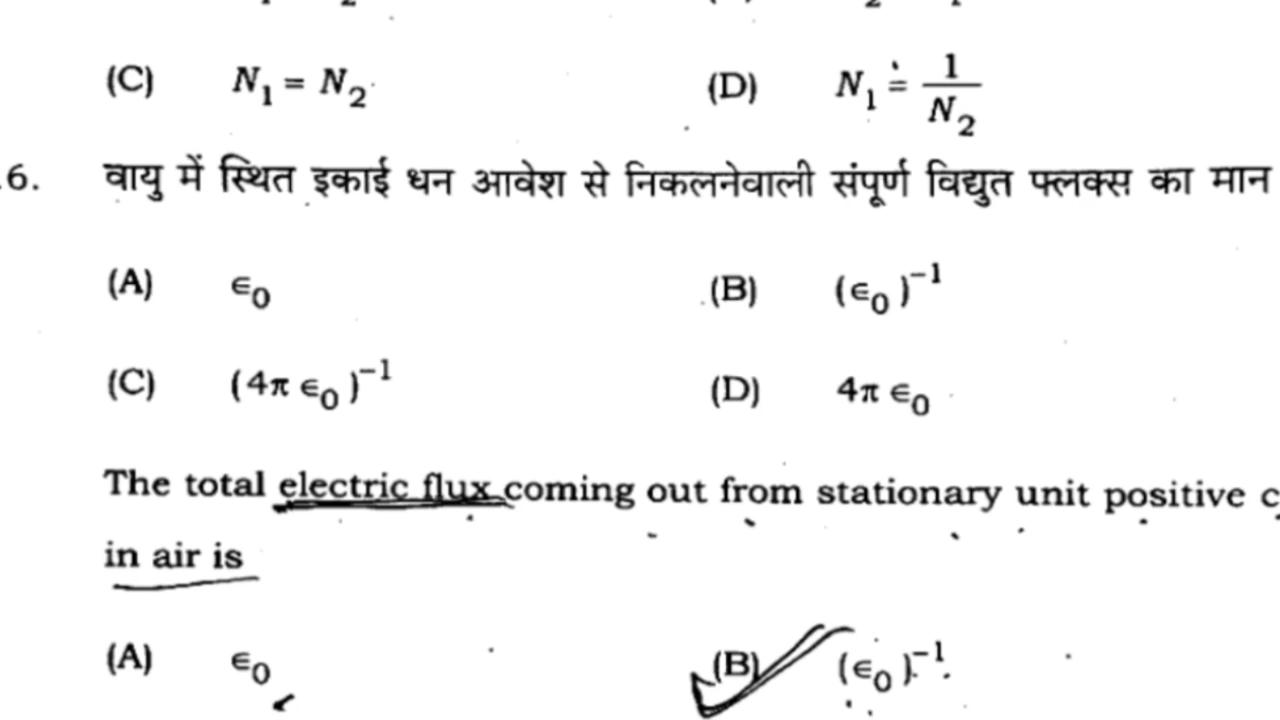 (C) N₁ = N₂ (D) N₁ = 1/N₂
6. वायु में स्थित इकाई धन आवेश से निकलनेवाली संपूर्ण विद्युत फ्लक्स का मान
(A) ∈₀ (B) (∈₀)⁻¹
(C) (4π ∈₀)⁻¹ (D) 4π ∈₀
The total electric flux coming out from stationary unit positive
in air is
(A) ∈₀ (B) (∈₀)⁻¹